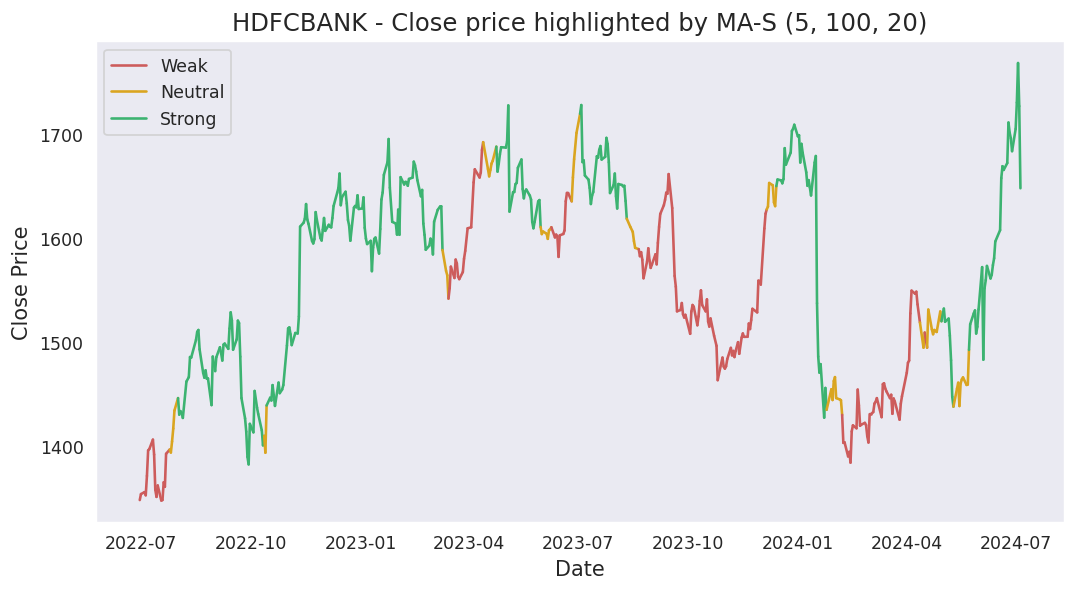 HDFCBANK - Close price highlighted by MA-S (5, 100, 20)
Weak
Neutral
Strong
Close Price
1700
1600
1500
1400
2022-07 2022-10 2023-01 2023-04 2023-07 2023-10 2024-01 2024-04 2024-07
Date